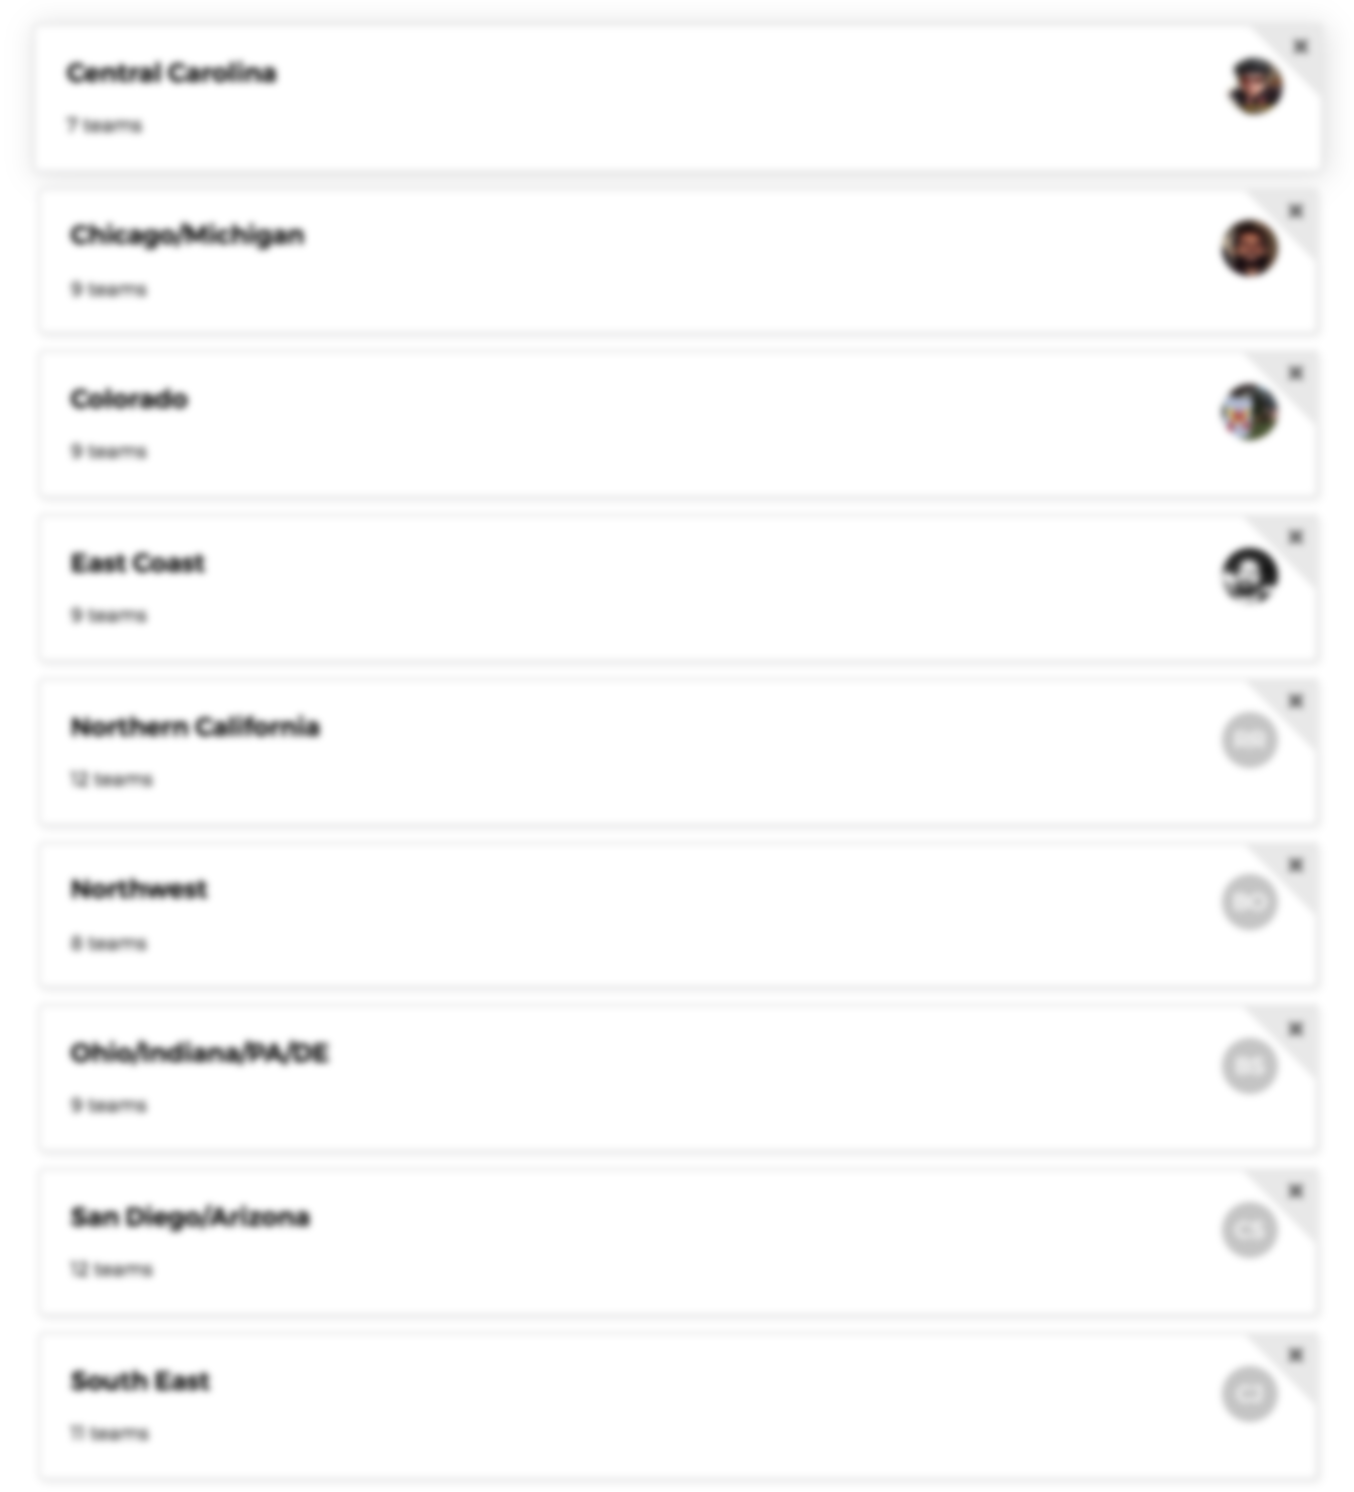 Central Carolina
7 teams
Chicago/Michigan
9 teams
Colorado
9 teams
East Coast
9 teams
Northern California
12 teams
Northwest
8 teams
Ohio/Indiana/PA/DE
9 teams
San Diego/Arizona
12 teams
CS
South East
11 teams